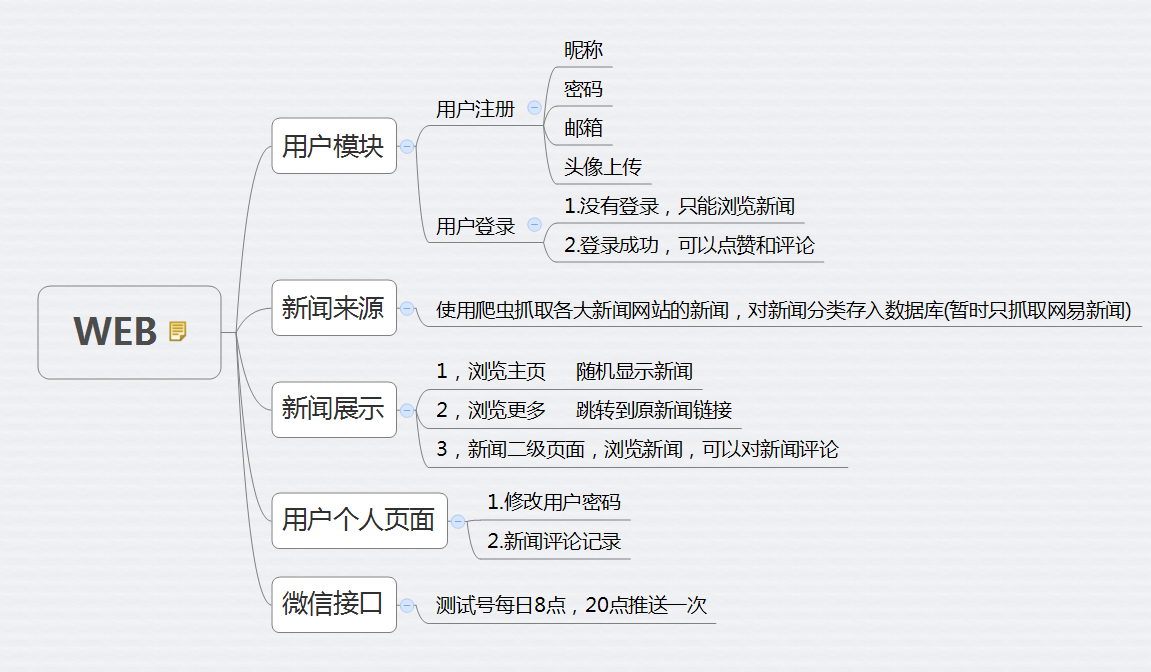 WEB
用户模块
用户注册
昵称
密码
邮箱
头像上传
用户登录
1.没有登录，只能浏览新闻
2.登录成功，可以点赞和评论
新闻来源
使用爬虫抓取各大新闻网站的新闻，对新闻分类存入数据库(暂时只抓取网易新闻)
新闻展示
1，浏览主页 随机显示新闻
2，浏览更多 跳转到原新闻链接
3，新闻二级页面，浏览新闻，可以对新闻评论
用户个人页面
1.修改用户密码
2.新闻评论记录
微信接口
测试号每日8点，20点推送一次